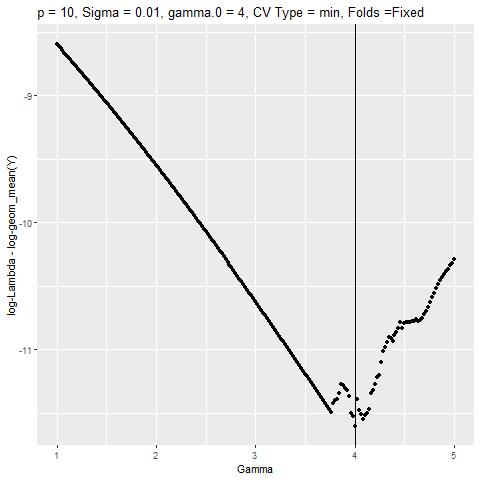 p = 10, Sigma = 0.01, gamma.0 = 4, CV Type = min, Folds =Fixed
log-Lambda - log-geom_mean(Y)
-9
-10
-11
1 2 3 4 5
Gamma